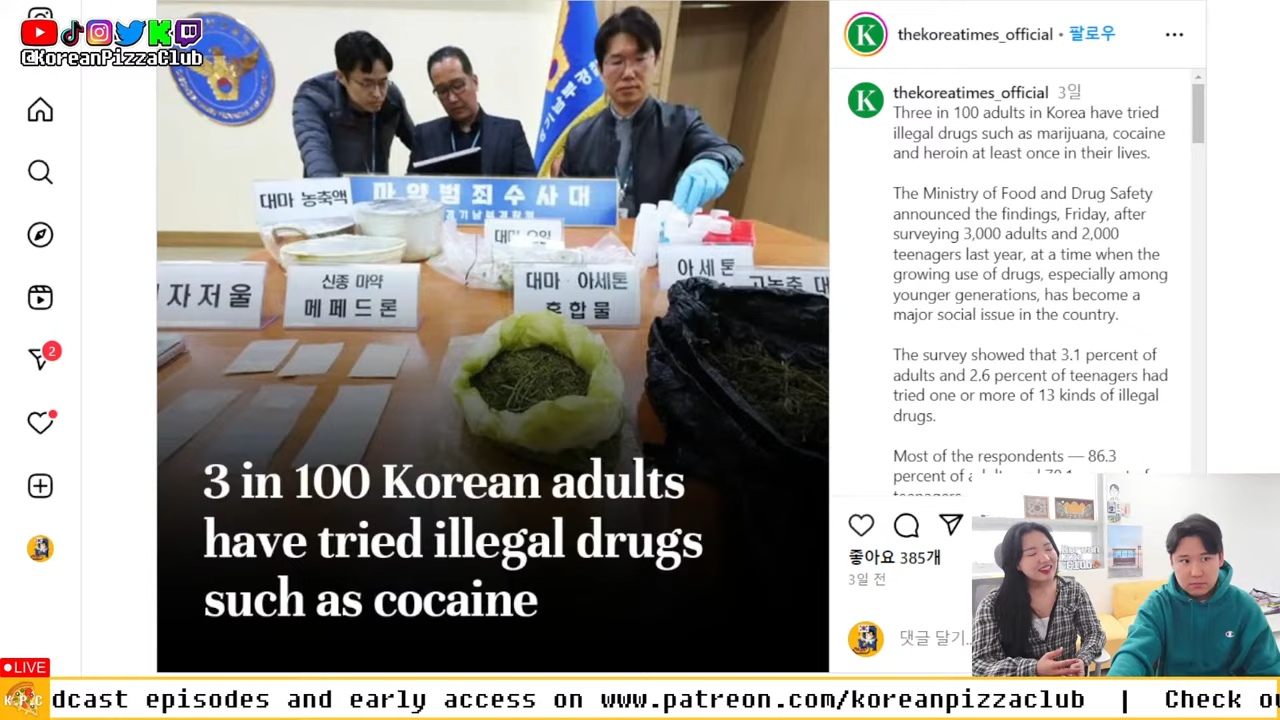 @KoreanPizzaClub
마약범죄수사대
대마 농축액
대마 오일
신종 마약
메페드론
대마·아세톤
혼합물
아세톤
고농축 대
자저울
3 in 100 Korean adults
have tried illegal drugs
such as cocaine
K
thekoreatimes_official • 팔로우
K
thekoreatimes_official 3일
Three in 100 adults in Korea have tried
illegal drugs such as marijuana, cocaine
and heroin at least once in their lives.
The Ministry of Food and Drug Safety
announced the findings, Friday, after
surveying 3,000 adults and 2,000
teenagers last year, at a time when the
growing use of drugs, especially among
younger generations, has become a
major social issue in the country.
The survey showed that 3.1 percent of
adults and 2.6 percent of teenagers had
tried one or more of 13 kinds of illegal
drugs.
Most of the respondents — 86.3
percent of
좋아요 385개
3일 전
댓글 달기...
2
Korean
Pizza
Club
LIVE
K.P.C
dcast episodes and early access on www.patreon.com/koreanpizzaclub | Check ou